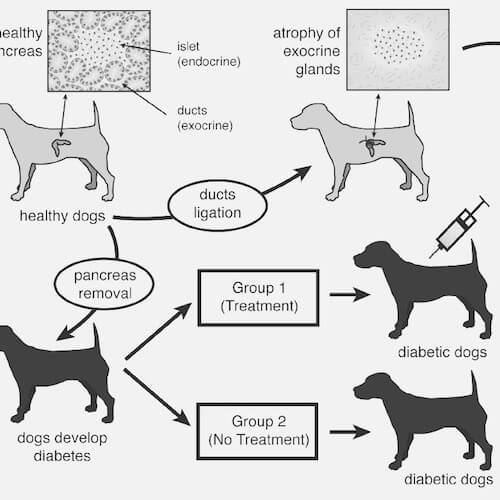 healthy
islet
(endocrine)
ducts
(exocrine)
atrophy of
exocrine
glands
healthy dogs
ducts
ligation
pancreas
removal
Group 1
(Treatment)
diabetic dogs
dogs develop
diabetes
Group 2
(No Treatment)
diabetic dogs